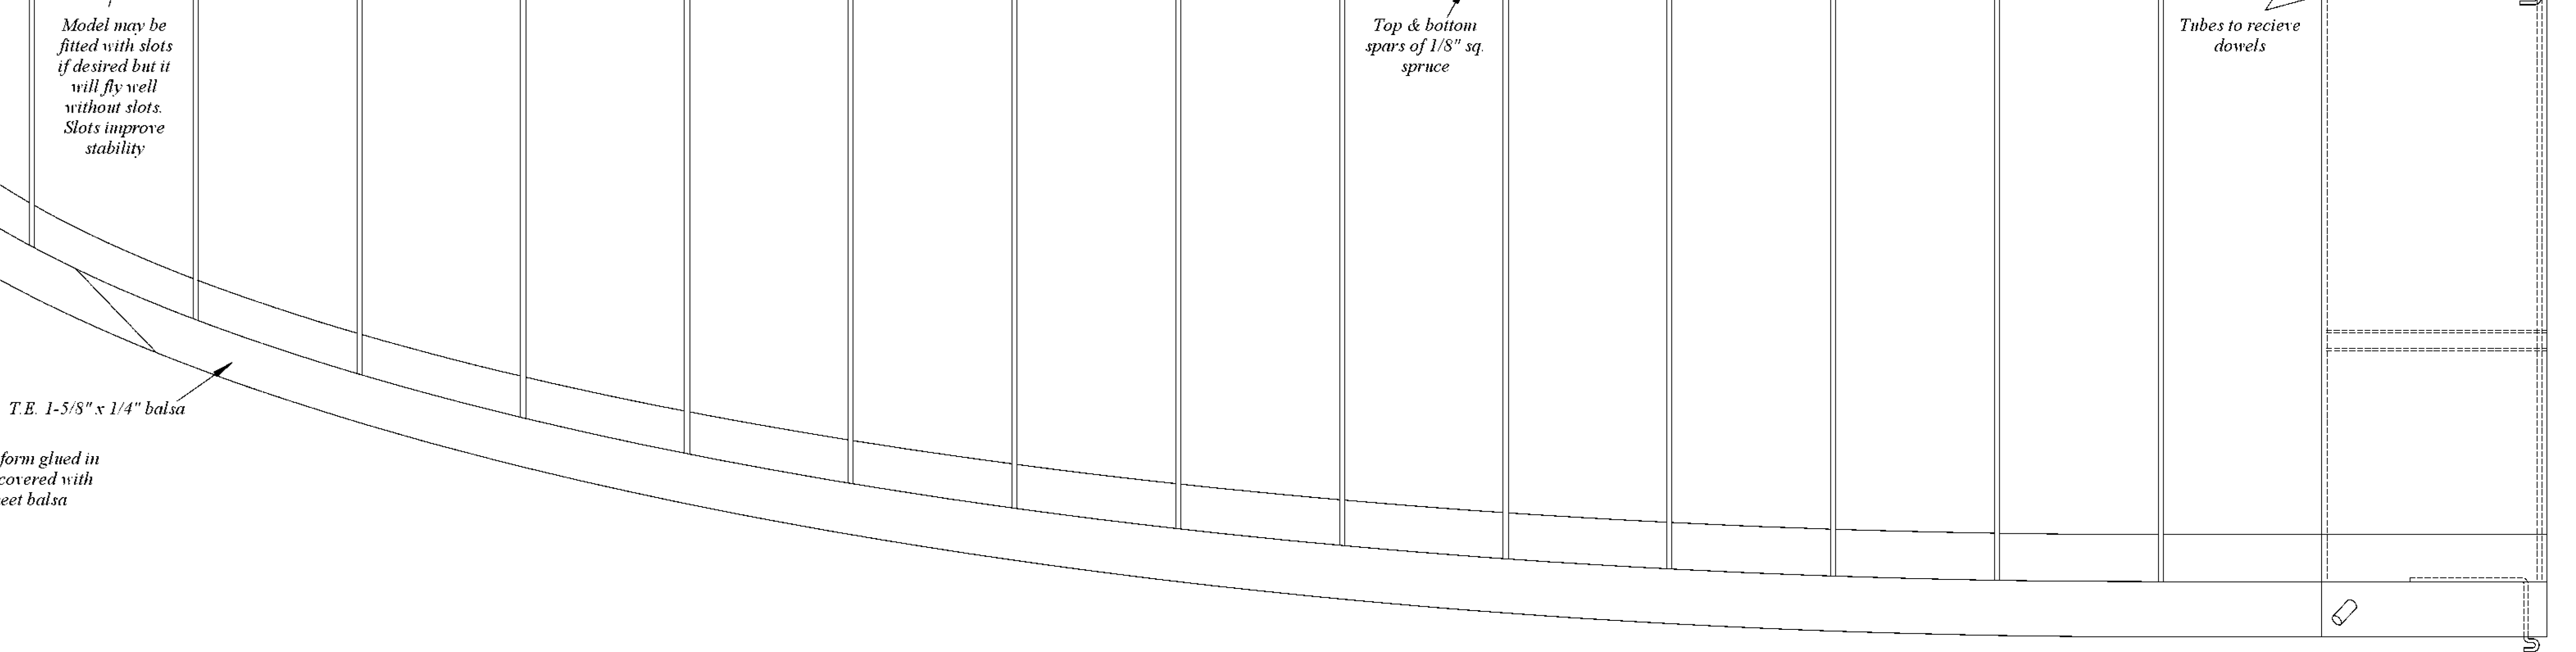 Model may be
fitted with slots
if desired but it
will fly well
without slots.
Slots improve
stability
Top & bottom
spars of 1/8" sq.
spruce
Tubes to recieve
dowels
T.E. 1-5/8" x 1/4" balsa
form glued in
covered with
eet balsa